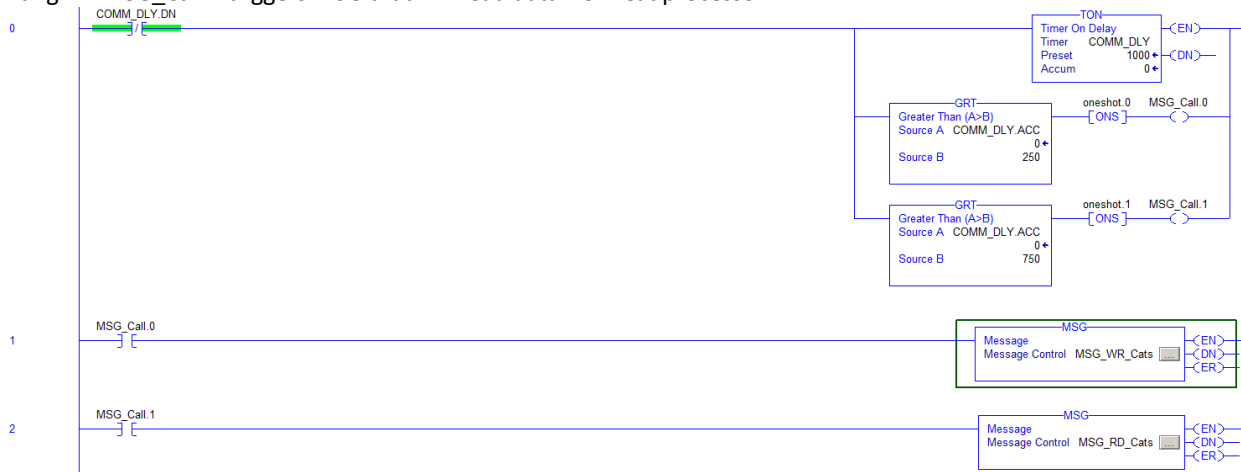 COMM_DLY.DN
0
TON
Timer On Delay
Timer COMM_DLY
Preset 1000
Accum 0
EN
DN
GRT
Greater Than (A>B)
Source A COMM_DLY.ACC
0
Source B 250
oneshot.0
ONS
MSG_Call.0
GRT
Greater Than (A>B)
Source A COMM_DLY.ACC
0
Source B 750
oneshot.1
ONS
MSG_Call.1
1
MSG_Call.0
MSG
Message
Message Control MSG_WR_Cats ...
EN
DN
ER
2
MSG_Call.1
MSG
Message
Message Control MSG_RD_Cats ...
EN
DN
ER